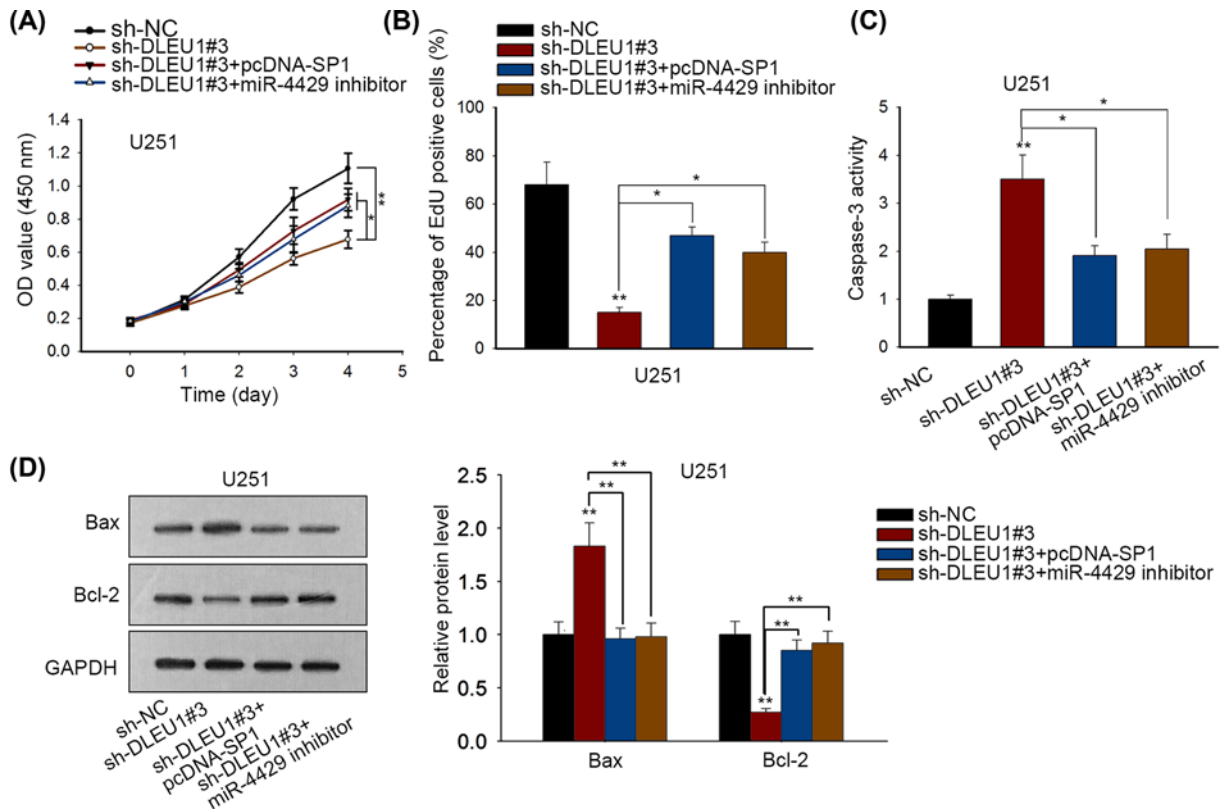 (A)
sh-NC
sh-DLEU1#3
sh-DLEU1#3+pcDNA-SP1
sh-DLEU1#3+miR-4429 inhibitor
U251
OD value (450 nm)
1.4
1.2
1.0
0.8
0.6
0.4
0.2
0.0
0 1 2 3 4 5
Time (day)
*
**
(B)
sh-NC
sh-DLEU1#3
sh-DLEU1#3+pcDNA-SP1
sh-DLEU1#3+miR-4429 inhibitor
Percentage of EdU positive cells (%)
100
80
60
40
20
0
**
*
*
U251
(C)
U251
Caspase-3 activity
5
4
3
2
1
0
**
*
*
sh-NC
sh-DLEU1#3
sh-DLEU1#3+
pcDNA-SP1
sh-DLEU1#3+
miR-4429 inhibitor
(D)
U251
Bax
Bcl-2
GAPDH
sh-NC
sh-DLEU1#3
sh-DLEU1#3+
pcDNA-SP1
sh-DLEU1#3+
miR-4429 inhibitor
U251
Relative protein level
2.5
2.0
1.5
1.0
0.5
0.0
**
**
**
**
**
**
Bax Bcl-2
sh-NC
sh-DLEU1#3
sh-DLEU1#3+pcDNA-SP1
sh-DLEU1#3+miR-4429 inhibitor